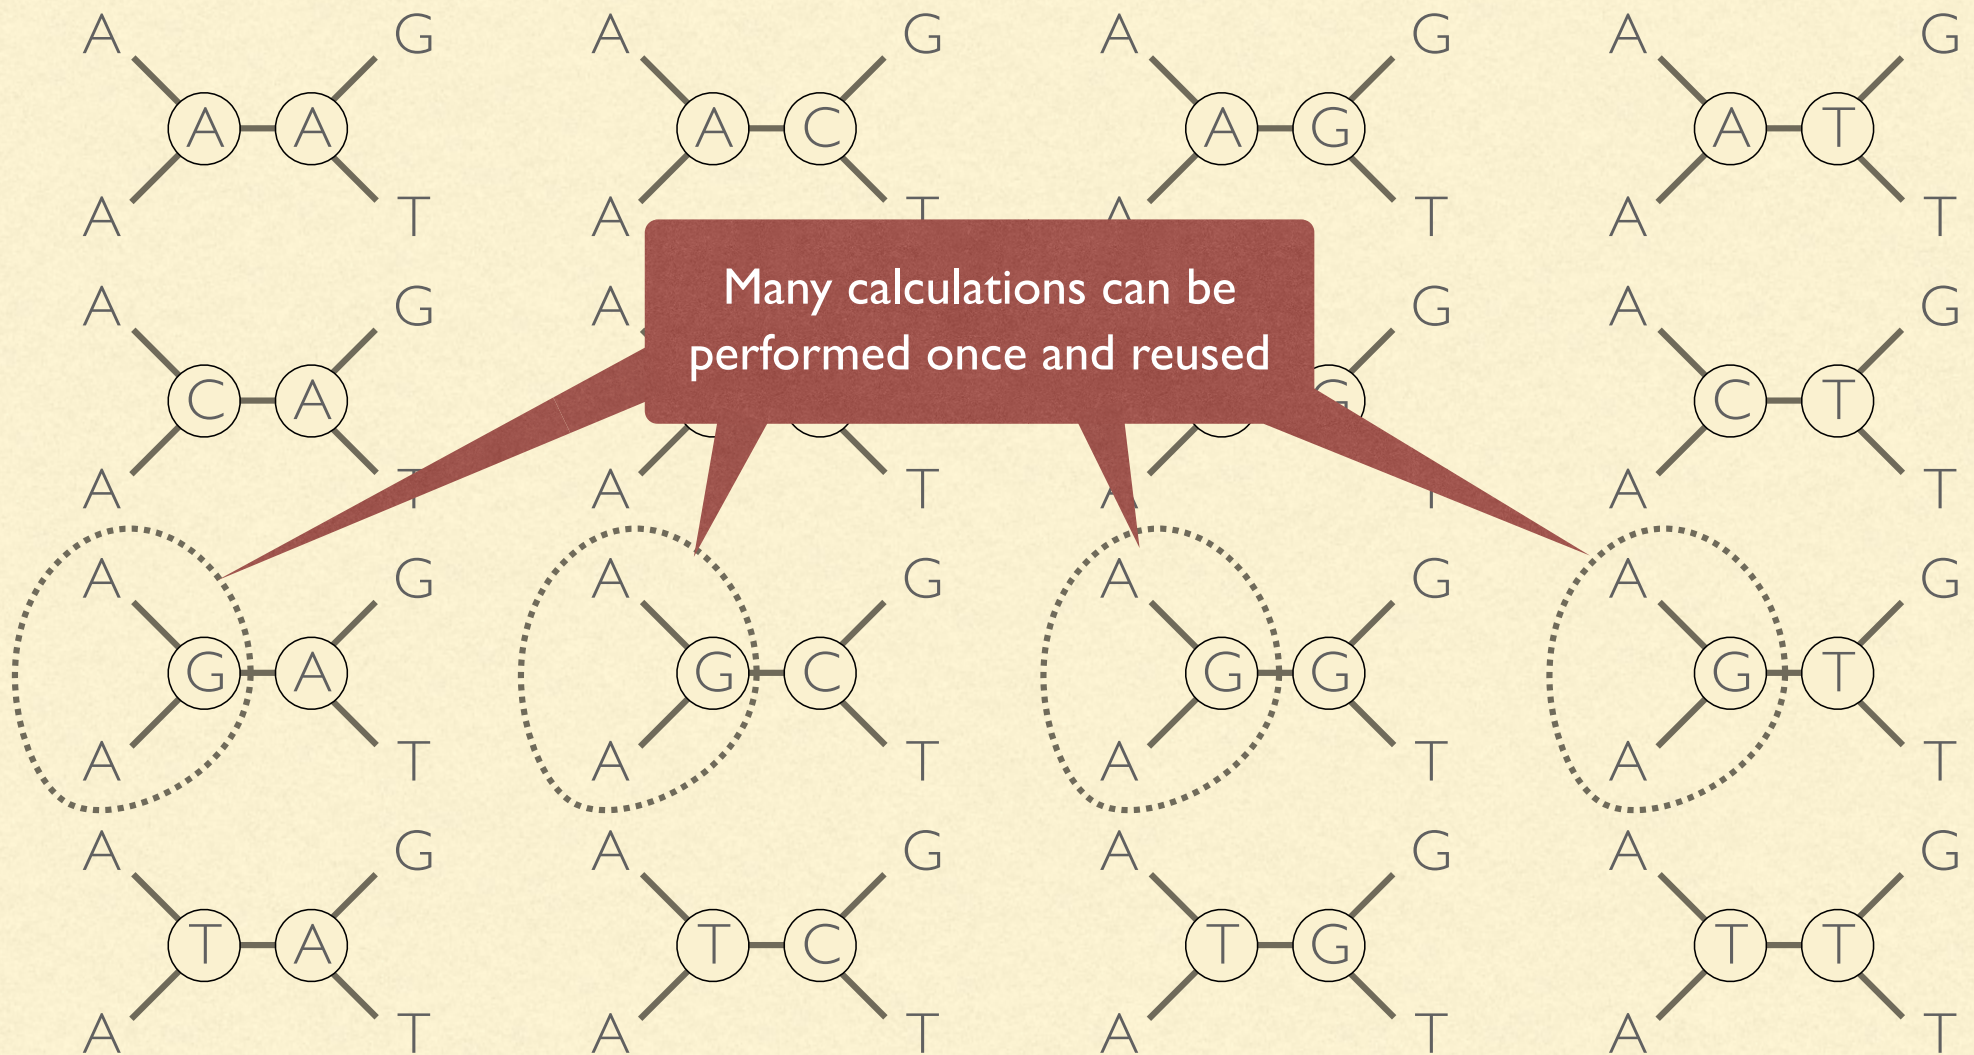 A G A G A G A G
A A A C A G A T
A T A T A T A T
Many calculations can be
performed once and reused
A G A G A G
C A G C T
A T A T A T A T
A G A G A G A G
G A G C G G G T
A T A T A T A T
A G A G A G A G
T A T C T G T T
A T A T A T A T